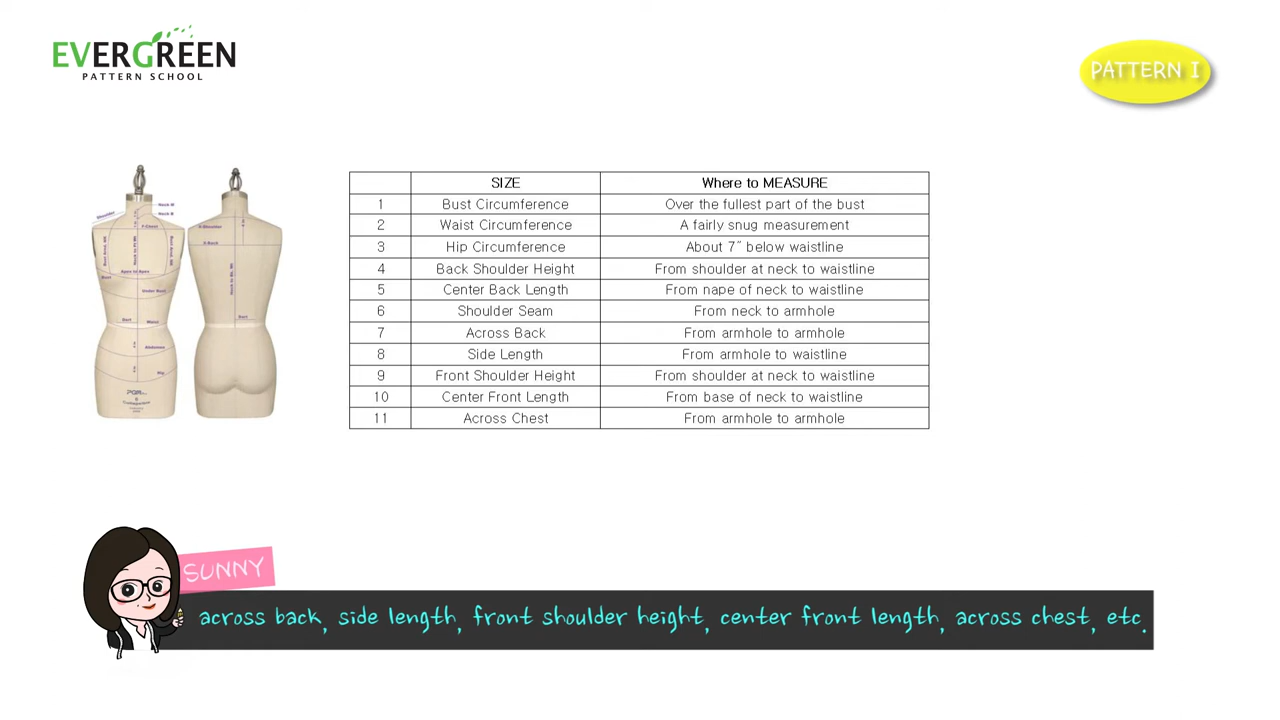 EVERGREEN
PATTERN SCHOOL
PATTERN I
SIZE Where to MEASURE
1 Bust Circumference Over the fullest part of the bust
2 Waist Circumference A fairly snug measurement
3 Hip Circumference About 7″ below waistline
4 Back Shoulder Height From shoulder at neck to waistline
5 Center Back Length From nape of neck to waistline
6 Shoulder Seam From neck to armhole
7 Across Back From armhole to armhole
8 Side Length From armhole to waistline
9 Front Shoulder Height From shoulder at neck to waistline
10 Center Front Length From base of neck to waistline
11 Across Chest From armhole to armhole
SUNNY
across back, side length, front shoulder height, center front length, across chest, etc.